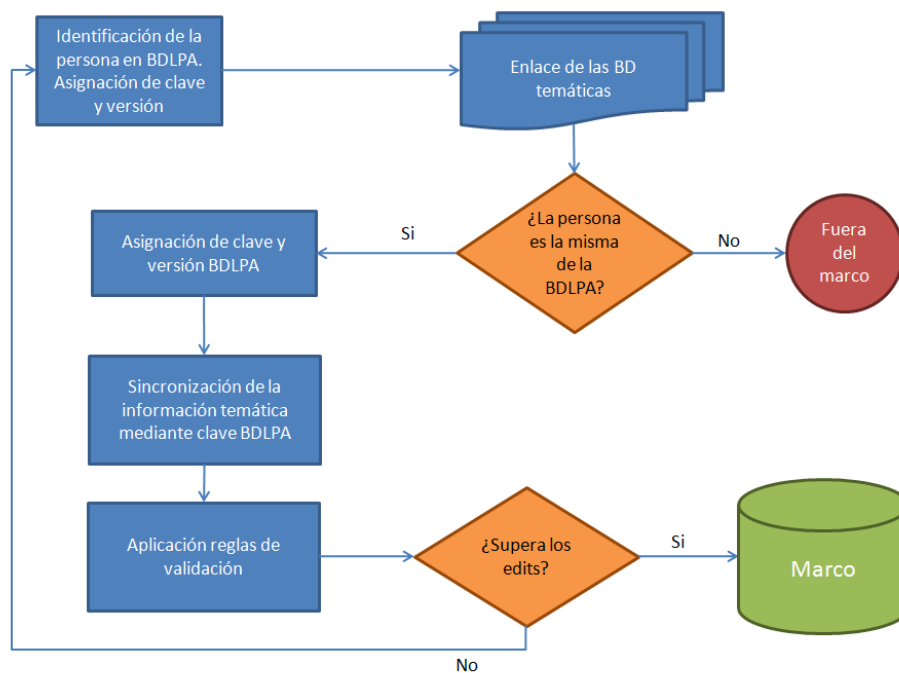 Identificación de la
persona en BDLPA.
Asignación de clave
y versión
Enlace de las BD
temáticas
¿La persona
es la misma
de la
BDLPA?
Si
No
Fuera
del
marco
Asignación de clave y
versión BDLPA
Sincronización de la
información temática
mediante clave BDLPA
Aplicación reglas de
validación
¿Supera los
edits?
Si
Marco
No